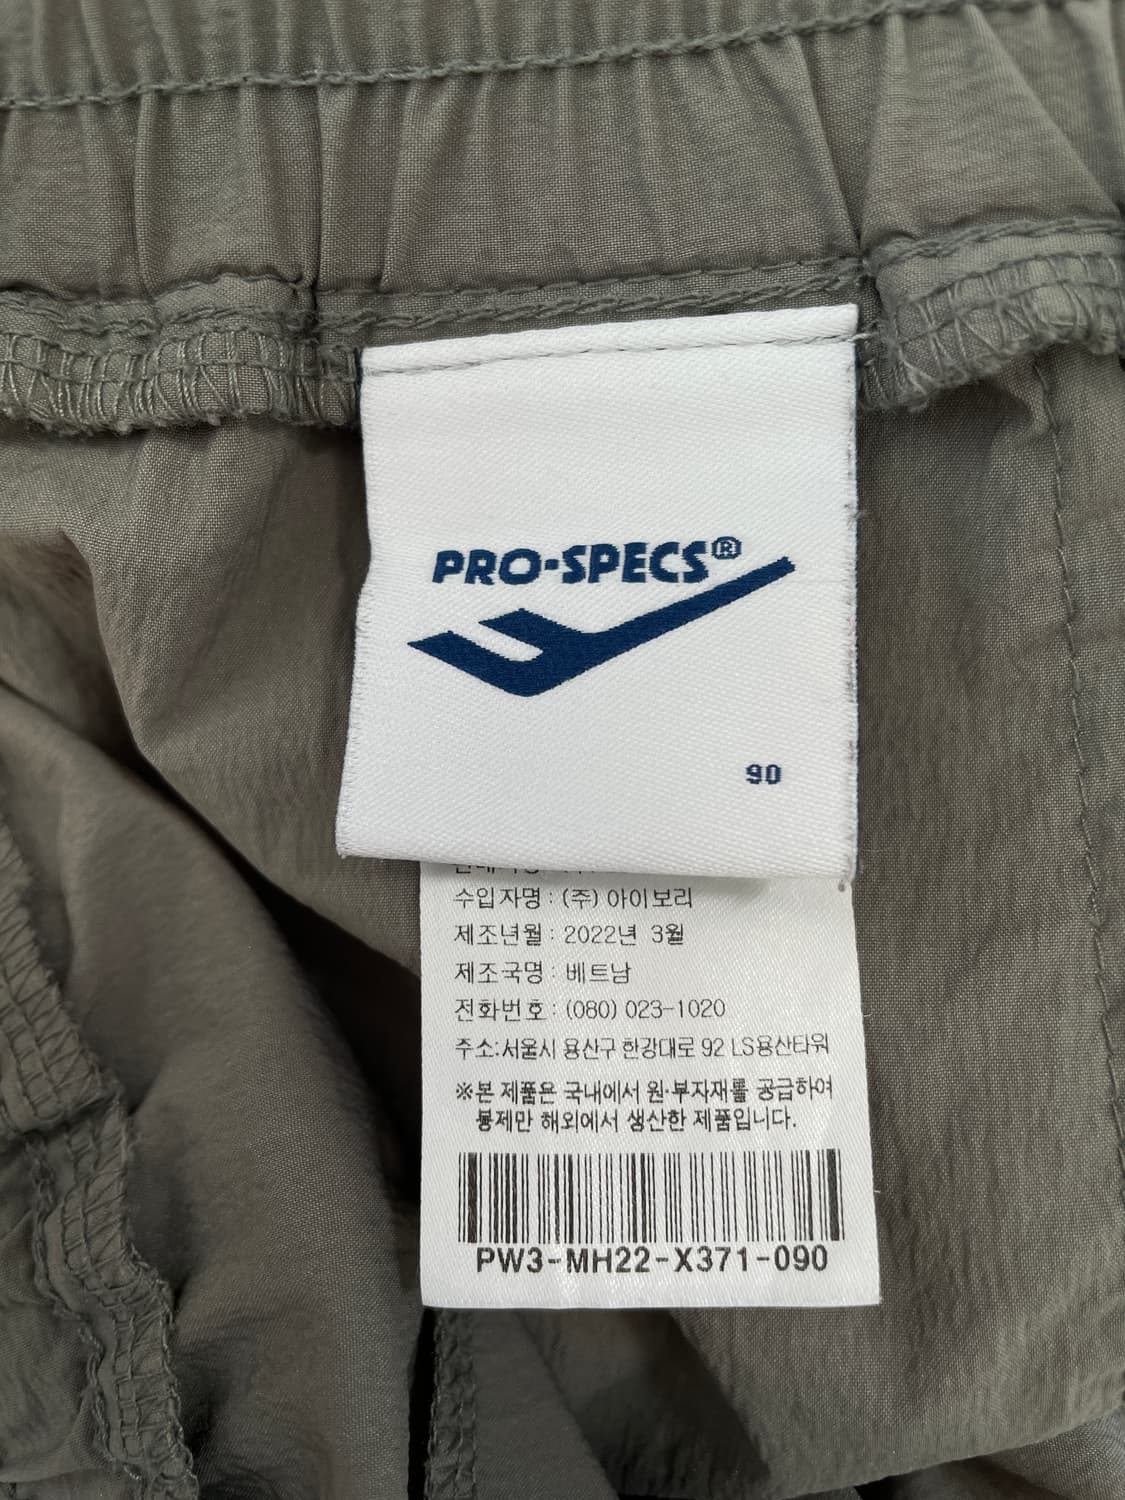 PRO-SPECS®
90
수입자명 : (주) 아이보리
제조년월 : 2022년 3월
제조국명 : 베트남
전화번호 : (080) 023-1020
주소:서울시 용산구 한강대로 92 LS용산타워
※본 제품은 국내에서 원·부자재를 공급하여
봉제만 해외에서 생산한 제품입니다.
PW3-MH22-X371-090